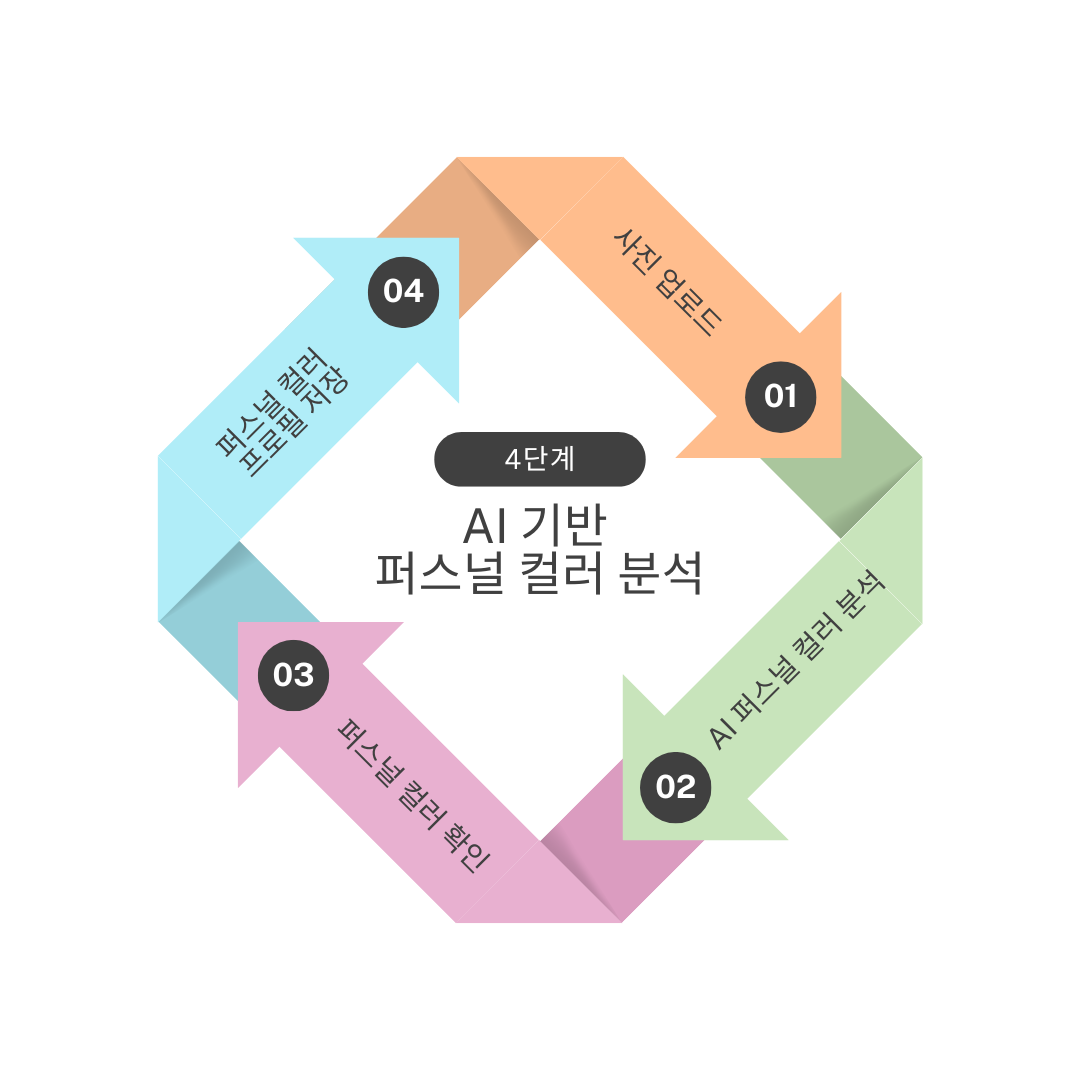 4단계
AI 기반
퍼스널 컬러 분석
01
사진 업로드
02
AI 퍼스널 컬러 분석
03
퍼스널 컬러 확인
04
퍼스널 컬러
프로필 저장